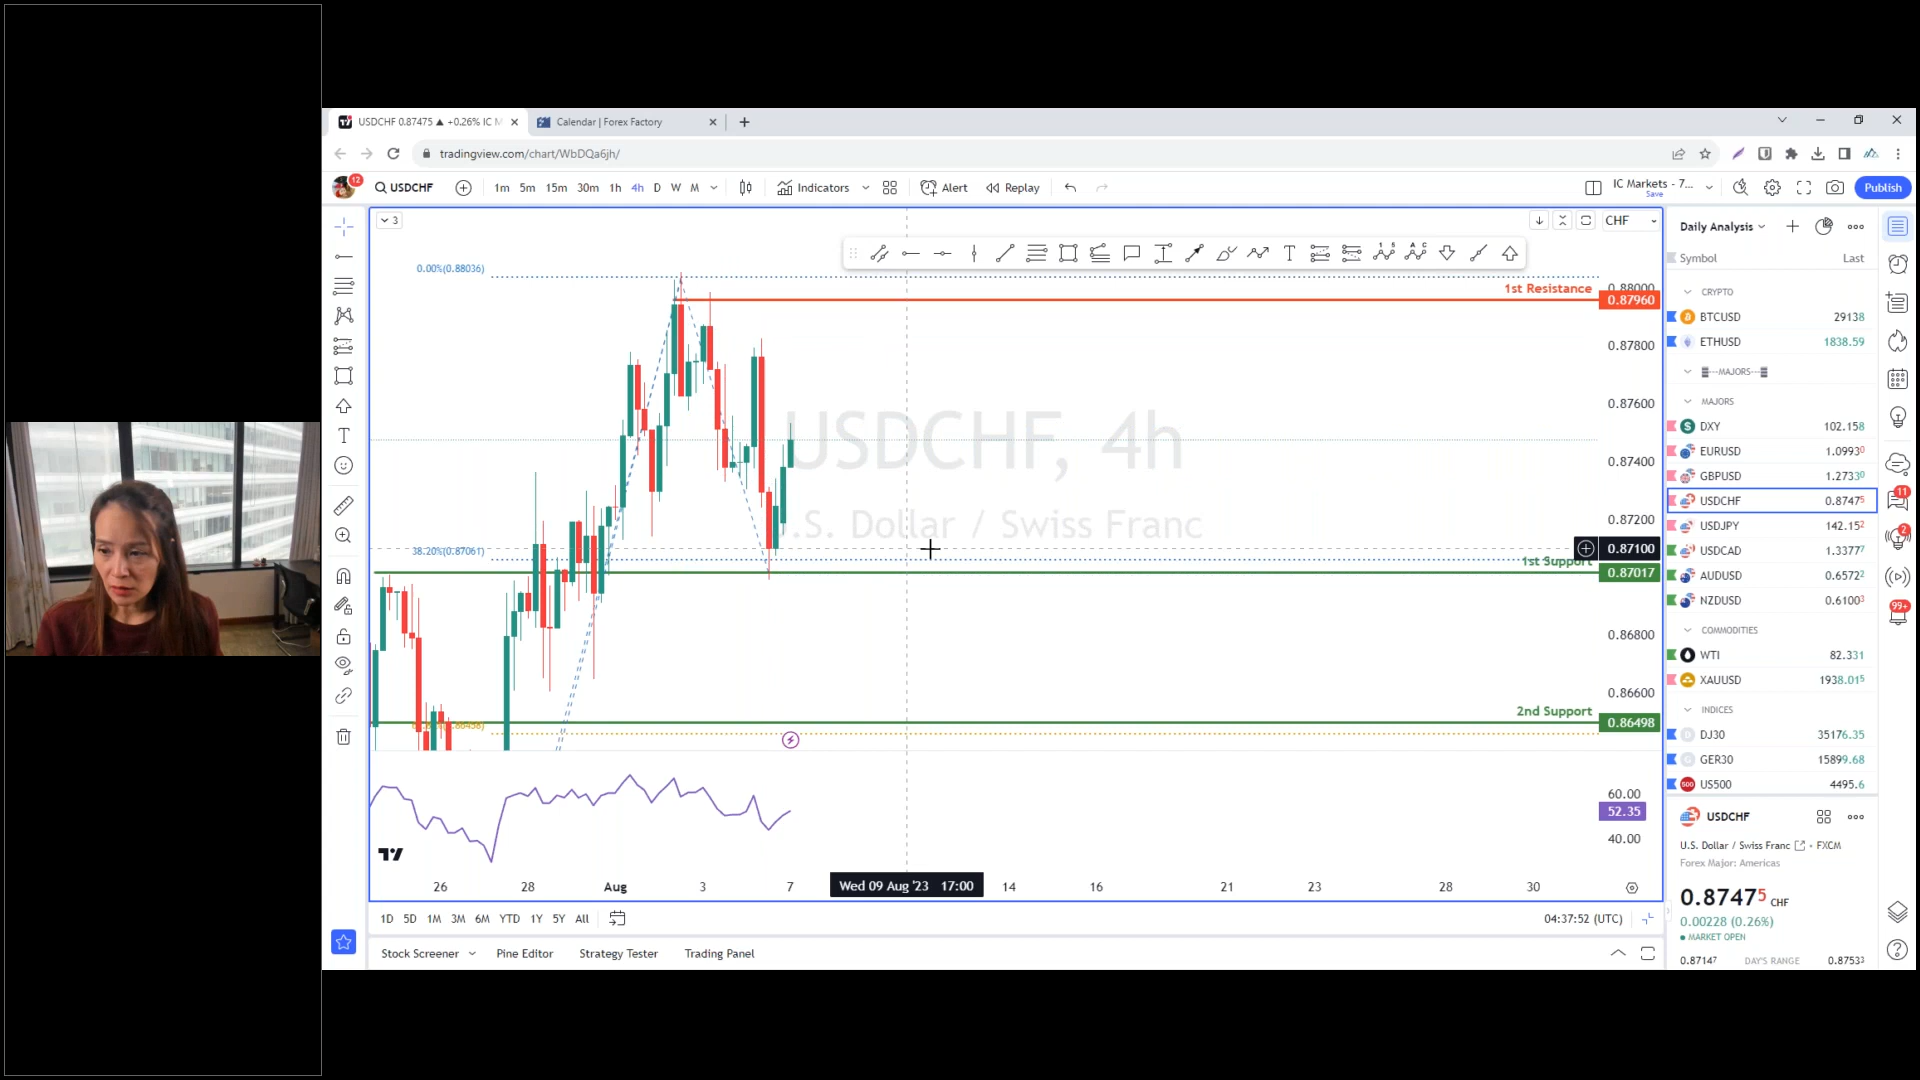 USDCHF 0.87475 ▲ +0.26% IC M
Calendar | Forex Factory
tradingview.com/chart/WbDQa6jh/
12
USDCHF
1m 5m 15m 30m 1h 4h D W M
Indicators
Alert
Replay
IC Markets - 7...
Save
Publish
3
CHF
0.00%(0.88036)
1st Resistance
0.88000
0.87960
0.87800
0.87600
USDCHF, 4h
0.87400
0.87200
U.S. Dollar / Swiss Franc
38.20%(0.87061)
0.87100
1st Support
0.87017
0.86800
0.86600
2nd Support
0.86498
60.00
52.35
40.00
26 28 Aug 3 7 Wed 09 Aug '23 17:00 14 16 21 23 28 30
1D 5D 1M 3M 6M YTD 1Y 5Y All
04:37:52 (UTC)
Stock Screener Pine Editor Strategy Tester Trading Panel
Daily Analysis
Symbol Last
CRYPTO
BTCUSD 29138
ETHUSD 1838.59
MAJORS
MAJORS
DXY 102.158
EURUSD 1.09930
GBPUSD 1.27330
USDCHF 0.87475
USDJPY 142.152
USDCAD 1.33777
AUDUSD 0.65722
NZDUSD 0.61003
COMMODITIES
WTI 82.331
XAUUSD 1938.015
INDICES
DJ30 35176.35
GER30 15899.68
US500 4495.6
USDCHF
U.S. Dollar / Swiss Franc • FXCM
Forex Major: Americas
0.87475 CHF
0.00228 (0.26%)
MARKET OPEN
0.87147 DAY'S RANGE 0.87533
11
2
99+